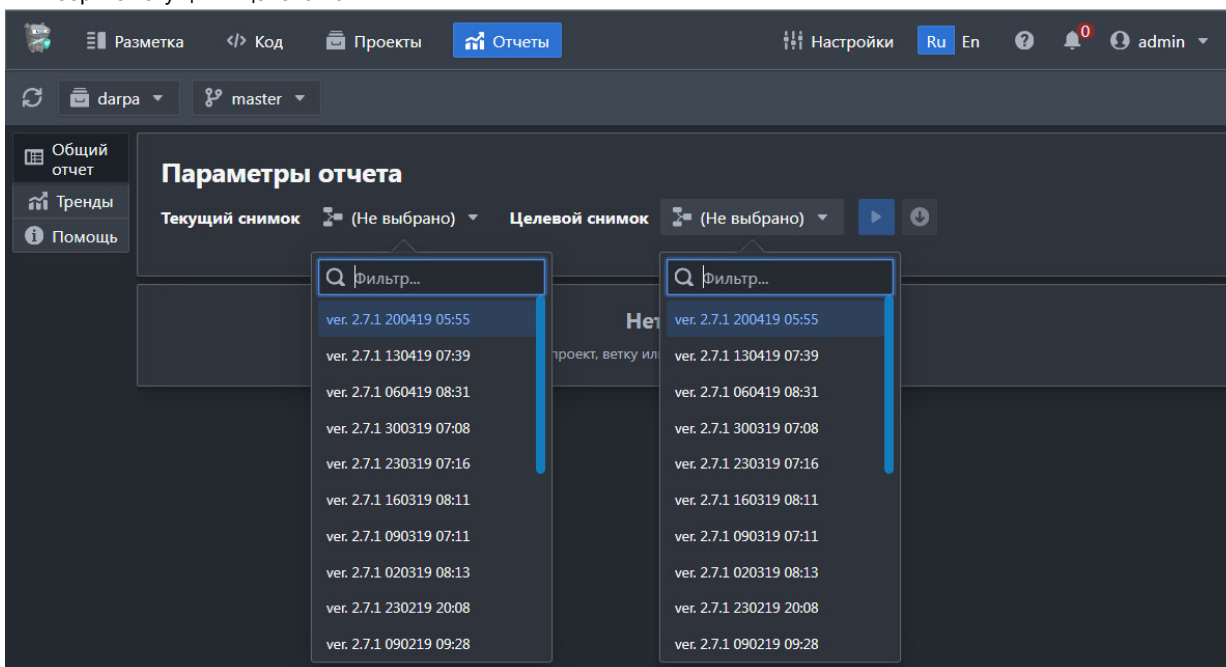 Разметка </> Код Проекты Отчеты Настройки Ru En 0 admin
darpa master
Общий отчет
Тренды
Помощь
Параметры отчета
Текущий снимок (Не выбрано) Целевой снимок (Не выбрано)
Фильтр... Фильтр...
ver. 2.7.1 200419 05:55 ver. 2.7.1 200419 05:55
ver. 2.7.1 130419 07:39 проект, ветку ver. 2.7.1 130419 07:39
ver. 2.7.1 060419 08:31 ver. 2.7.1 060419 08:31
ver. 2.7.1 300319 07:08 ver. 2.7.1 300319 07:08
ver. 2.7.1 230319 07:16 ver. 2.7.1 230319 07:16
ver. 2.7.1 160319 08:11 ver. 2.7.1 160319 08:11
ver. 2.7.1 090319 07:11 ver. 2.7.1 090319 07:11
ver. 2.7.1 020319 08:13 ver. 2.7.1 020319 08:13
ver. 2.7.1 230219 20:08 ver. 2.7.1 230219 20:08
ver. 2.7.1 090219 09:28 ver. 2.7.1 090219 09:28